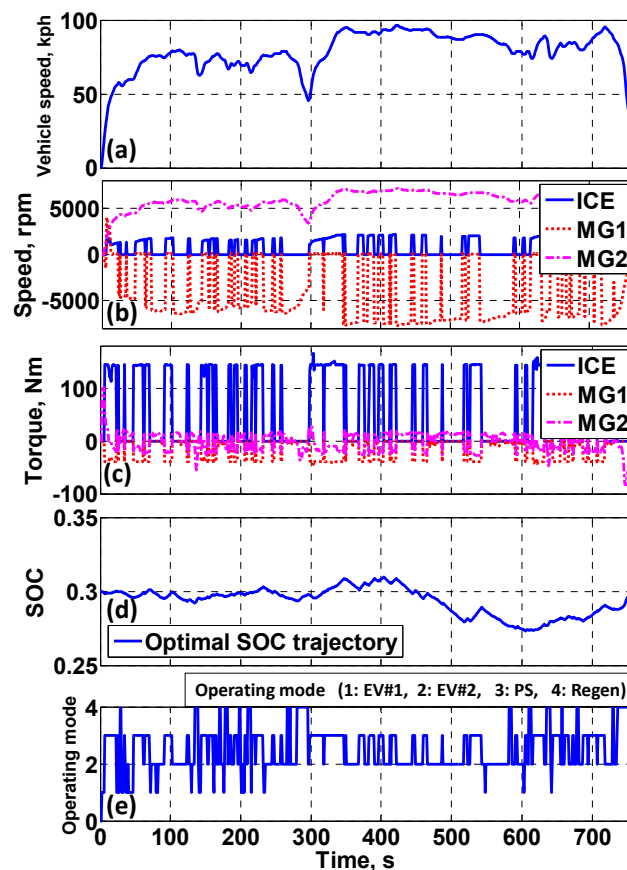 Vehicle speed, kph
100
50
0
(a)
Speed, rpm
5000
0
-5000
(b)
ICE
MG1
MG2
Torque, Nm
100
0
-100
(c)
ICE
MG1
MG2
SOC
0.35
0.3
0.25
(d)
Optimal SOC trajectory
Operating mode (1: EV#1, 2: EV#2, 3: PS, 4: Regen)
Operating mode
4
2
0
(e)
0 100 200 300 400 500 600 700
Time, s